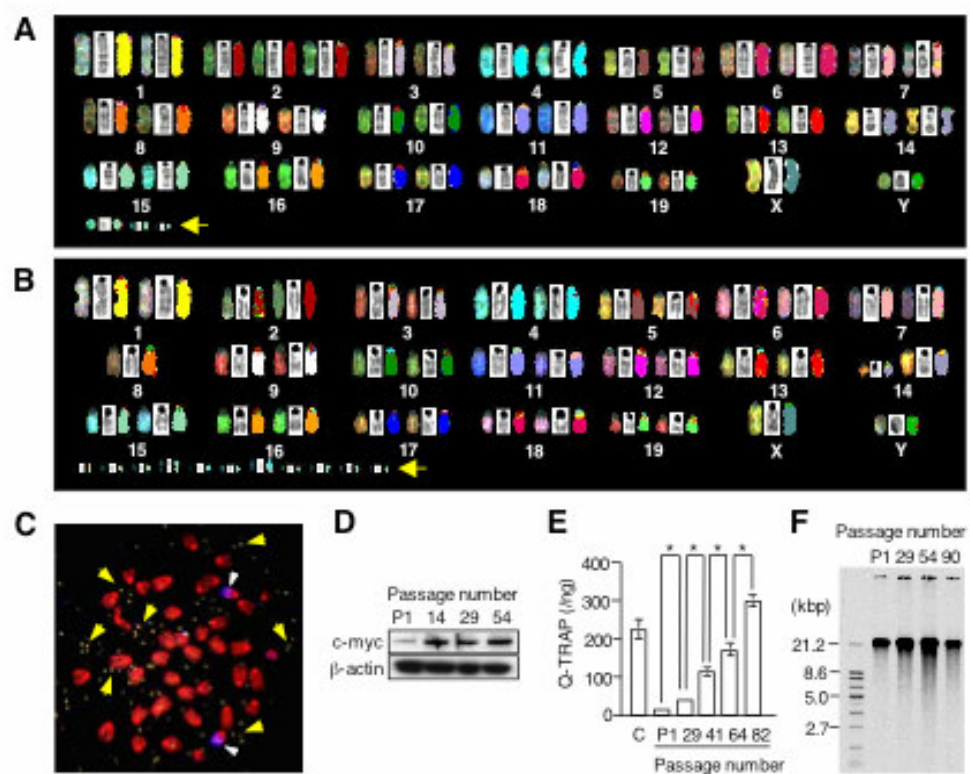 A
1 2 3 4 5 6 7
8 9 10 11 12 13 14
15 16 17 18 19 X Y
B
1 2 3 4 5 6 7
8 9 10 11 12 13 14
15 16 17 18 19 X Y
C
D
Passage number
P1 14 29 54
c-myc
β-actin
E
Q-TRAP (/ng)
400
300
200
100
0
* * * *
C P1 29 41 64 82
Passage number
F
Passage number
P1 29 54 90
(kbp)
21.2
8.6
5.0
2.7